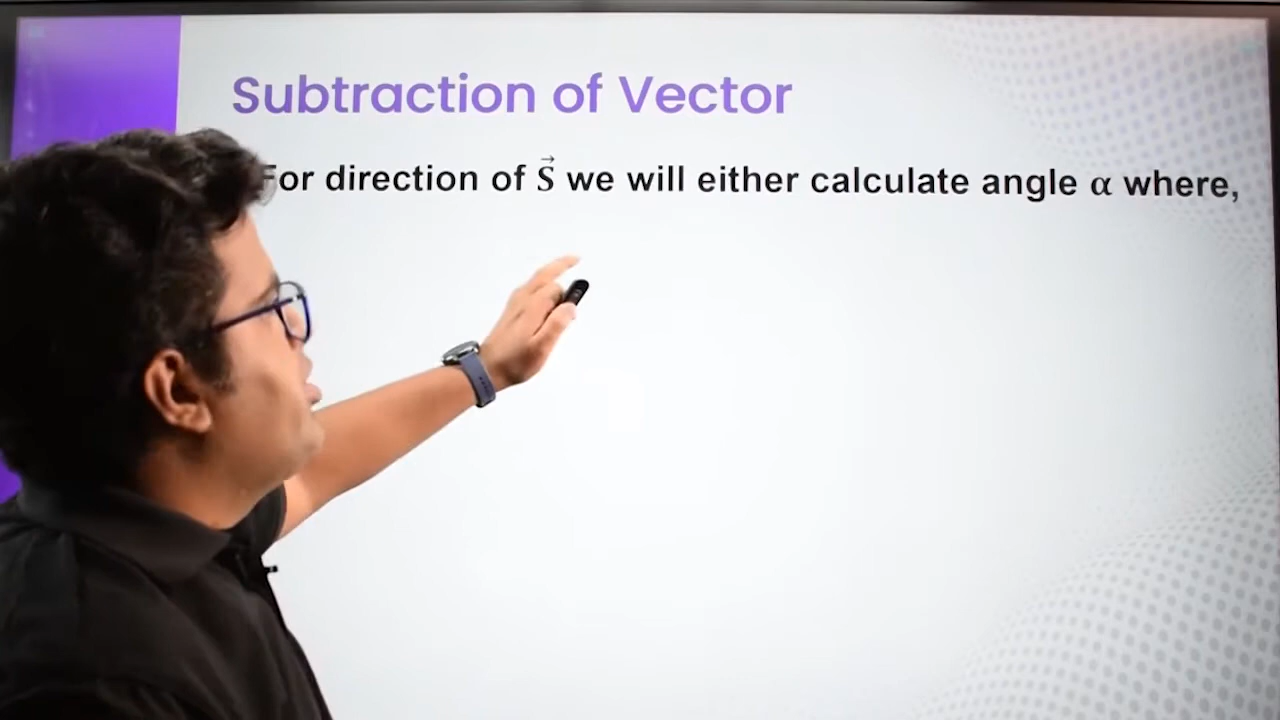 Subtraction of Vector
For direction of S⃗ we will either calculate angle α where,